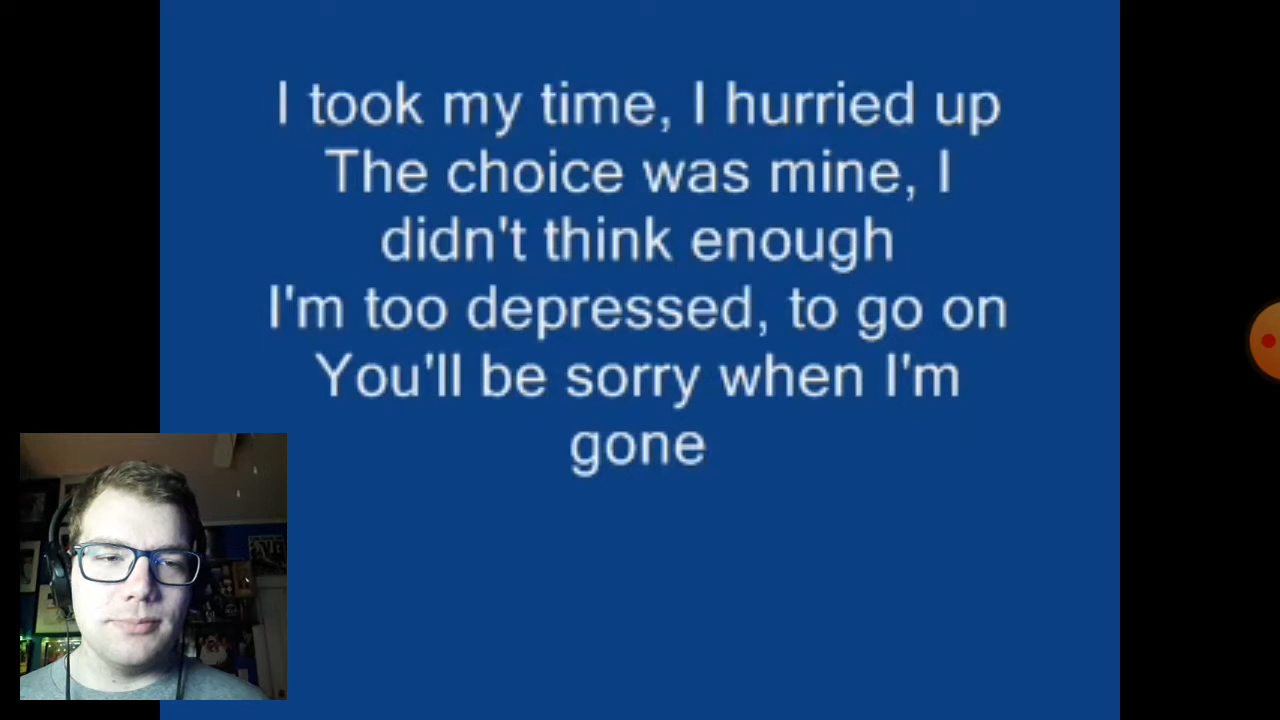 I took my time, I hurried up
The choice was mine, I
didn't think enough
I'm too depressed, to go on
You'll be sorry when I'm
gone